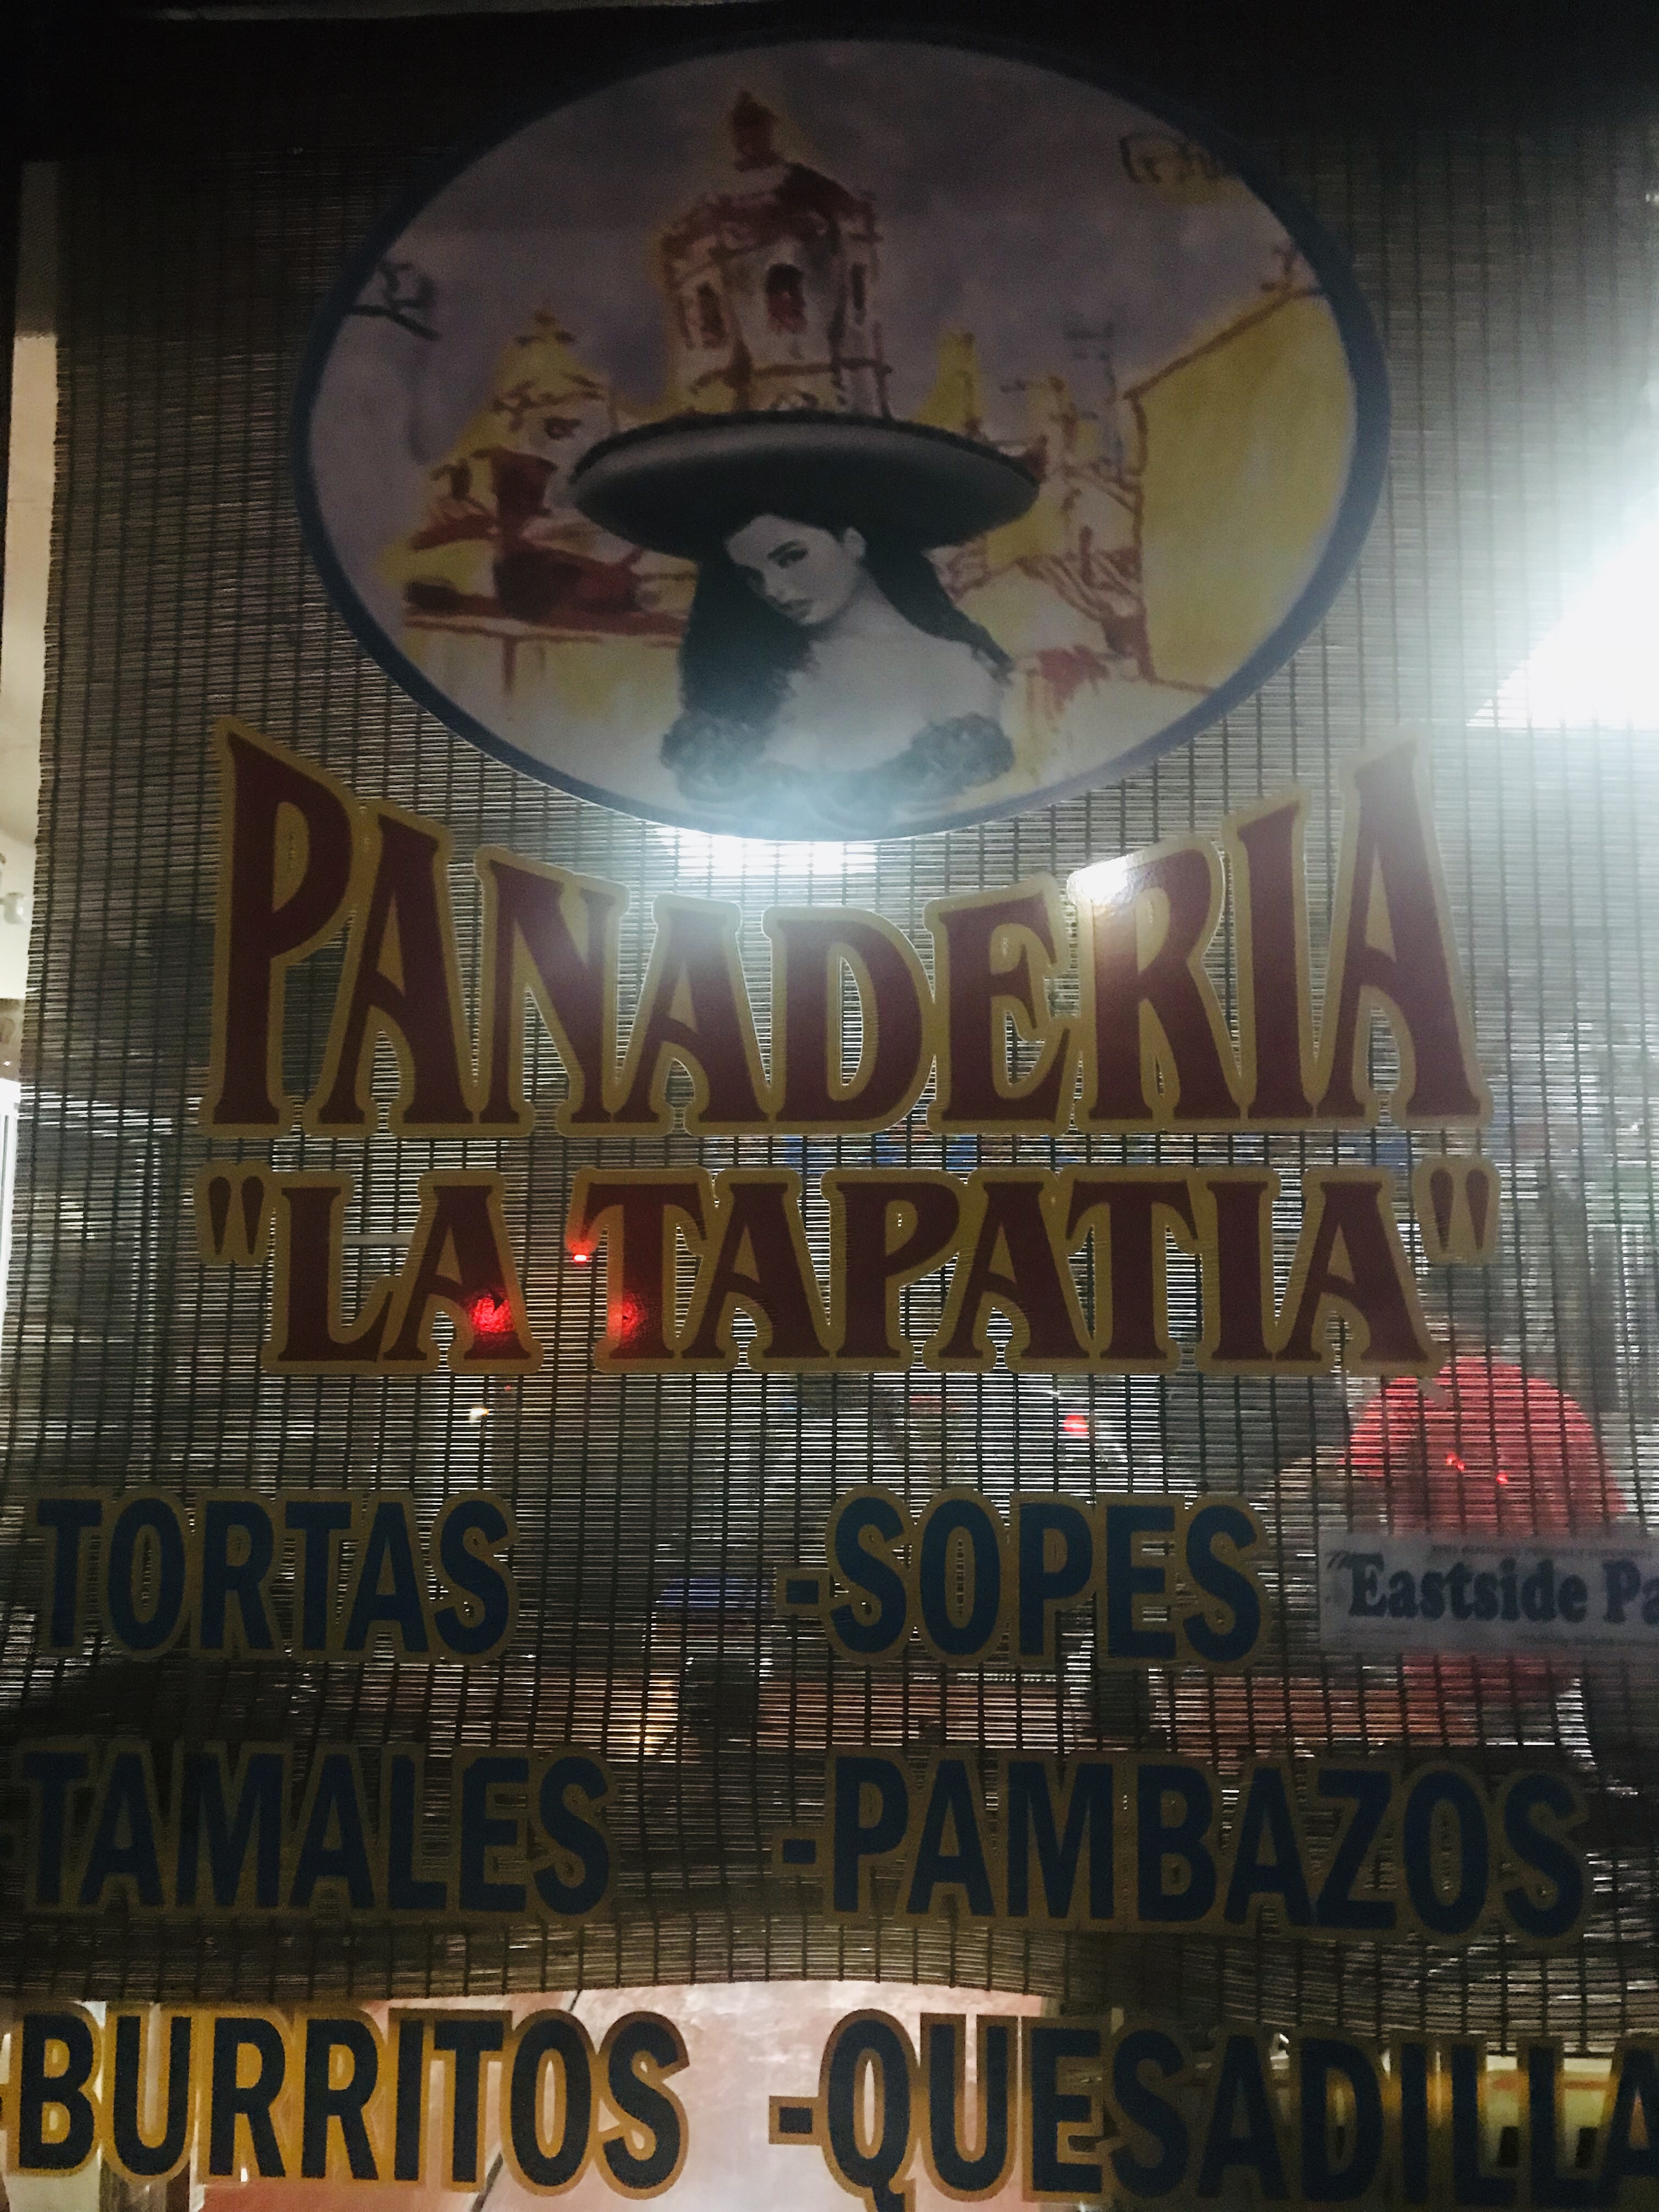 PANADERIA
"LA TAPATIA"
TORTAS
-SOPES
"Eastside Pa
-TAMALES
-PAMBAZOS
-BURRITOS
-QUESADILLA